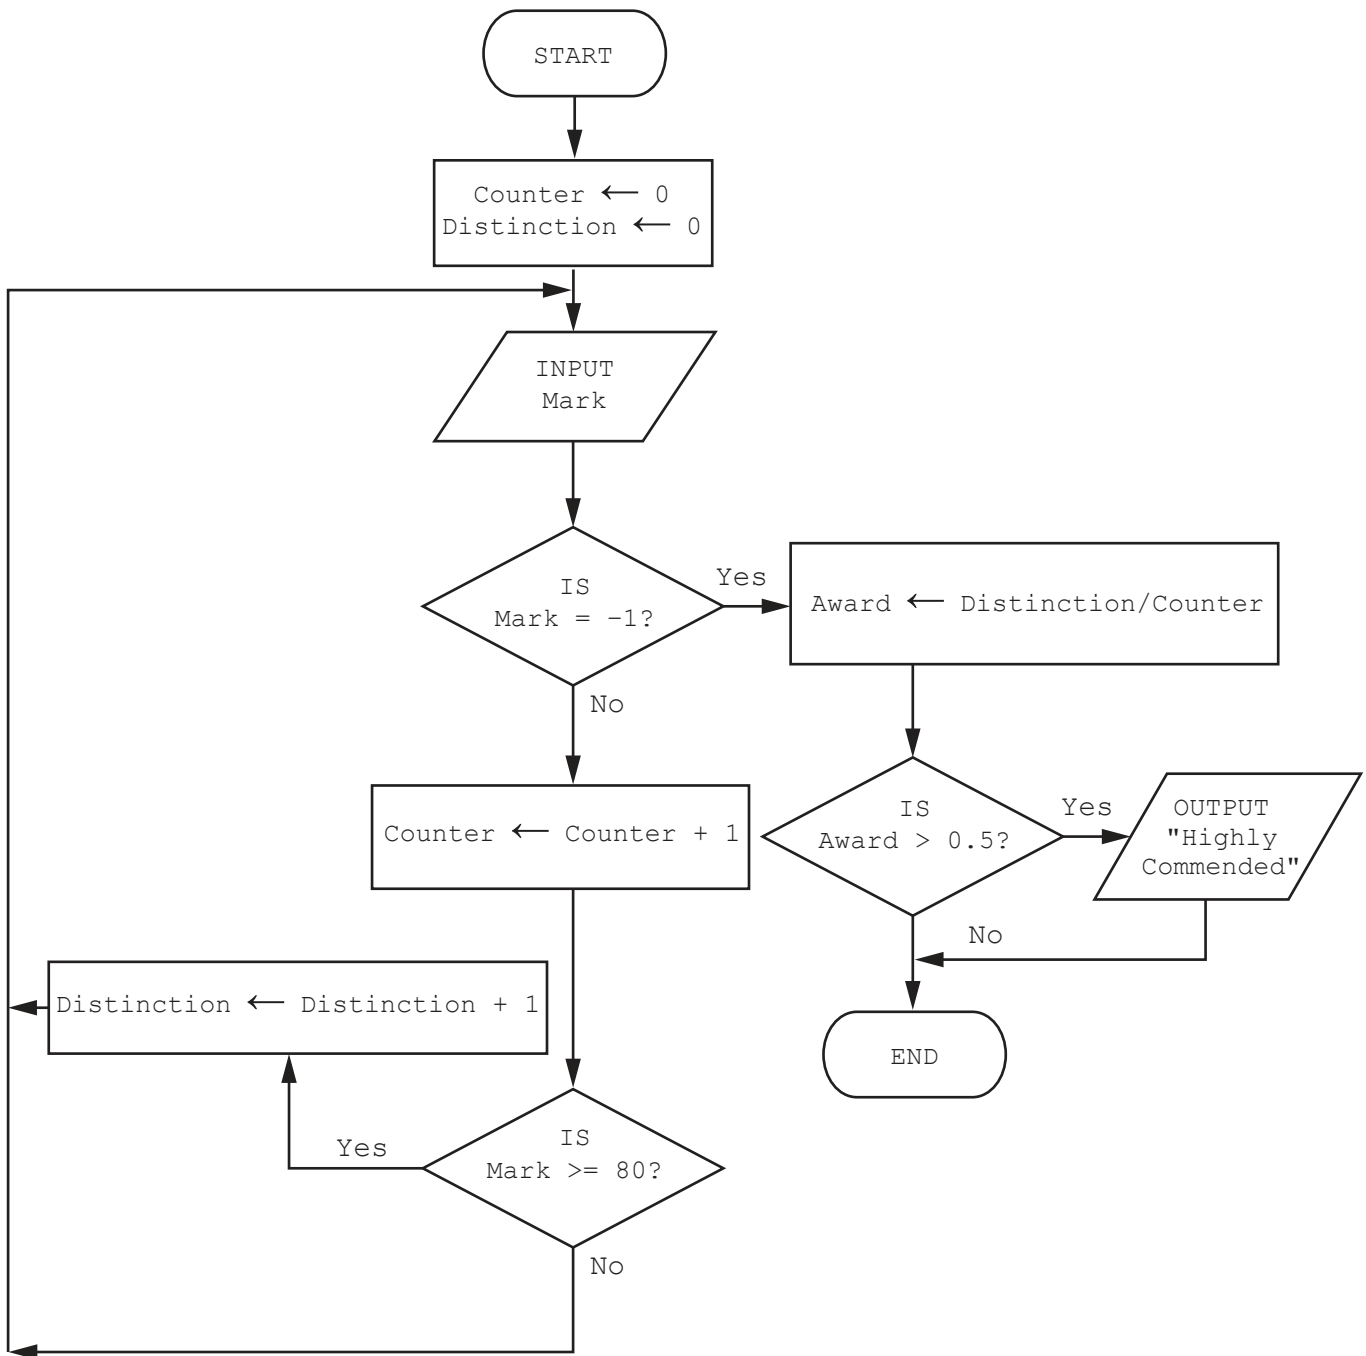 START
Counter ← 0
Distinction ← 0
INPUT
Mark
IS
Mark = -1?
Yes
No
Award ← Distinction/Counter
IS
Award > 0.5?
Yes
No
OUTPUT
"Highly
Commended"
END
Counter ← Counter + 1
IS
Mark >= 80?
Yes
No
Distinction ← Distinction + 1